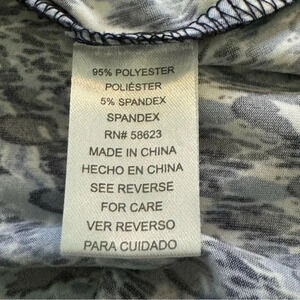 95% POLYESTER
POLIÉSTER
5% SPANDEX
SPANDEX
RN# 58623
MADE IN CHINA
HECHO EN CHINA
SEE REVERSE
FOR CARE
VER REVERSO
PARA CUIDADO